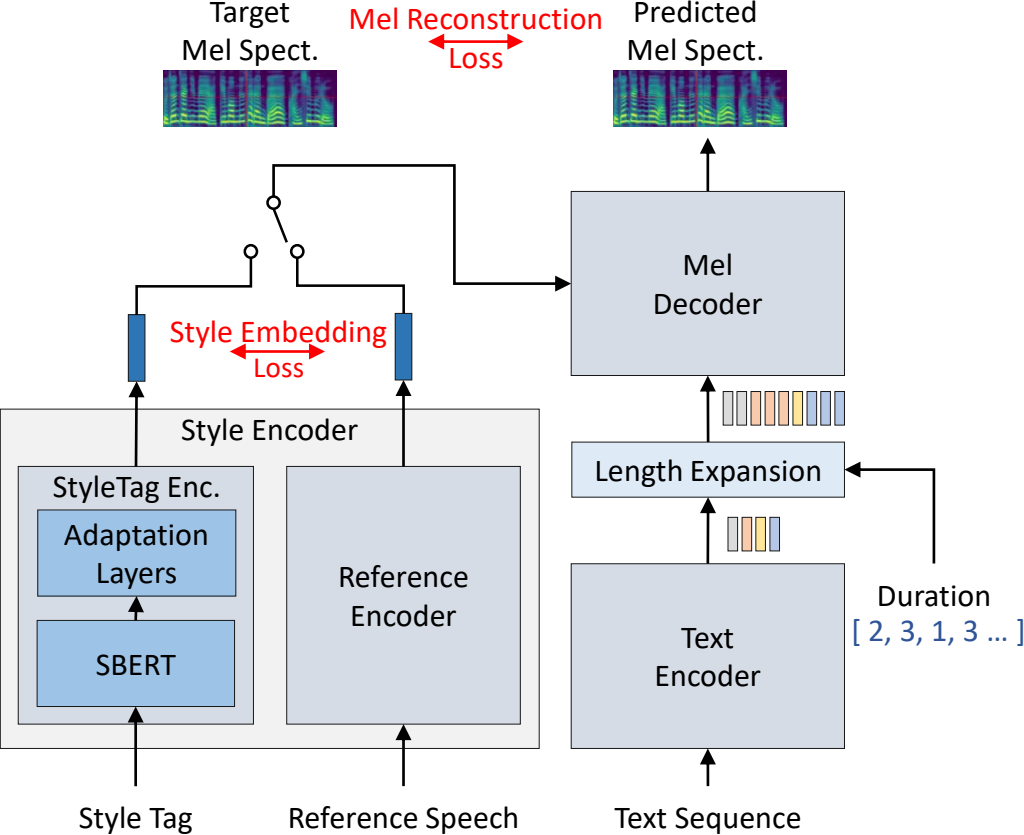 Target
Mel Spect.
Mel Reconstruction
Loss
Predicted
Mel Spect.
Mel
Decoder
Style Embedding
Loss
Style Encoder
StyleTag Enc.
Adaptation
Layers
SBERT
Reference
Encoder
Length Expansion
Text
Encoder
Duration
[ 2, 3, 1, 3 ... ]
Style Tag
Reference Speech
Text Sequence